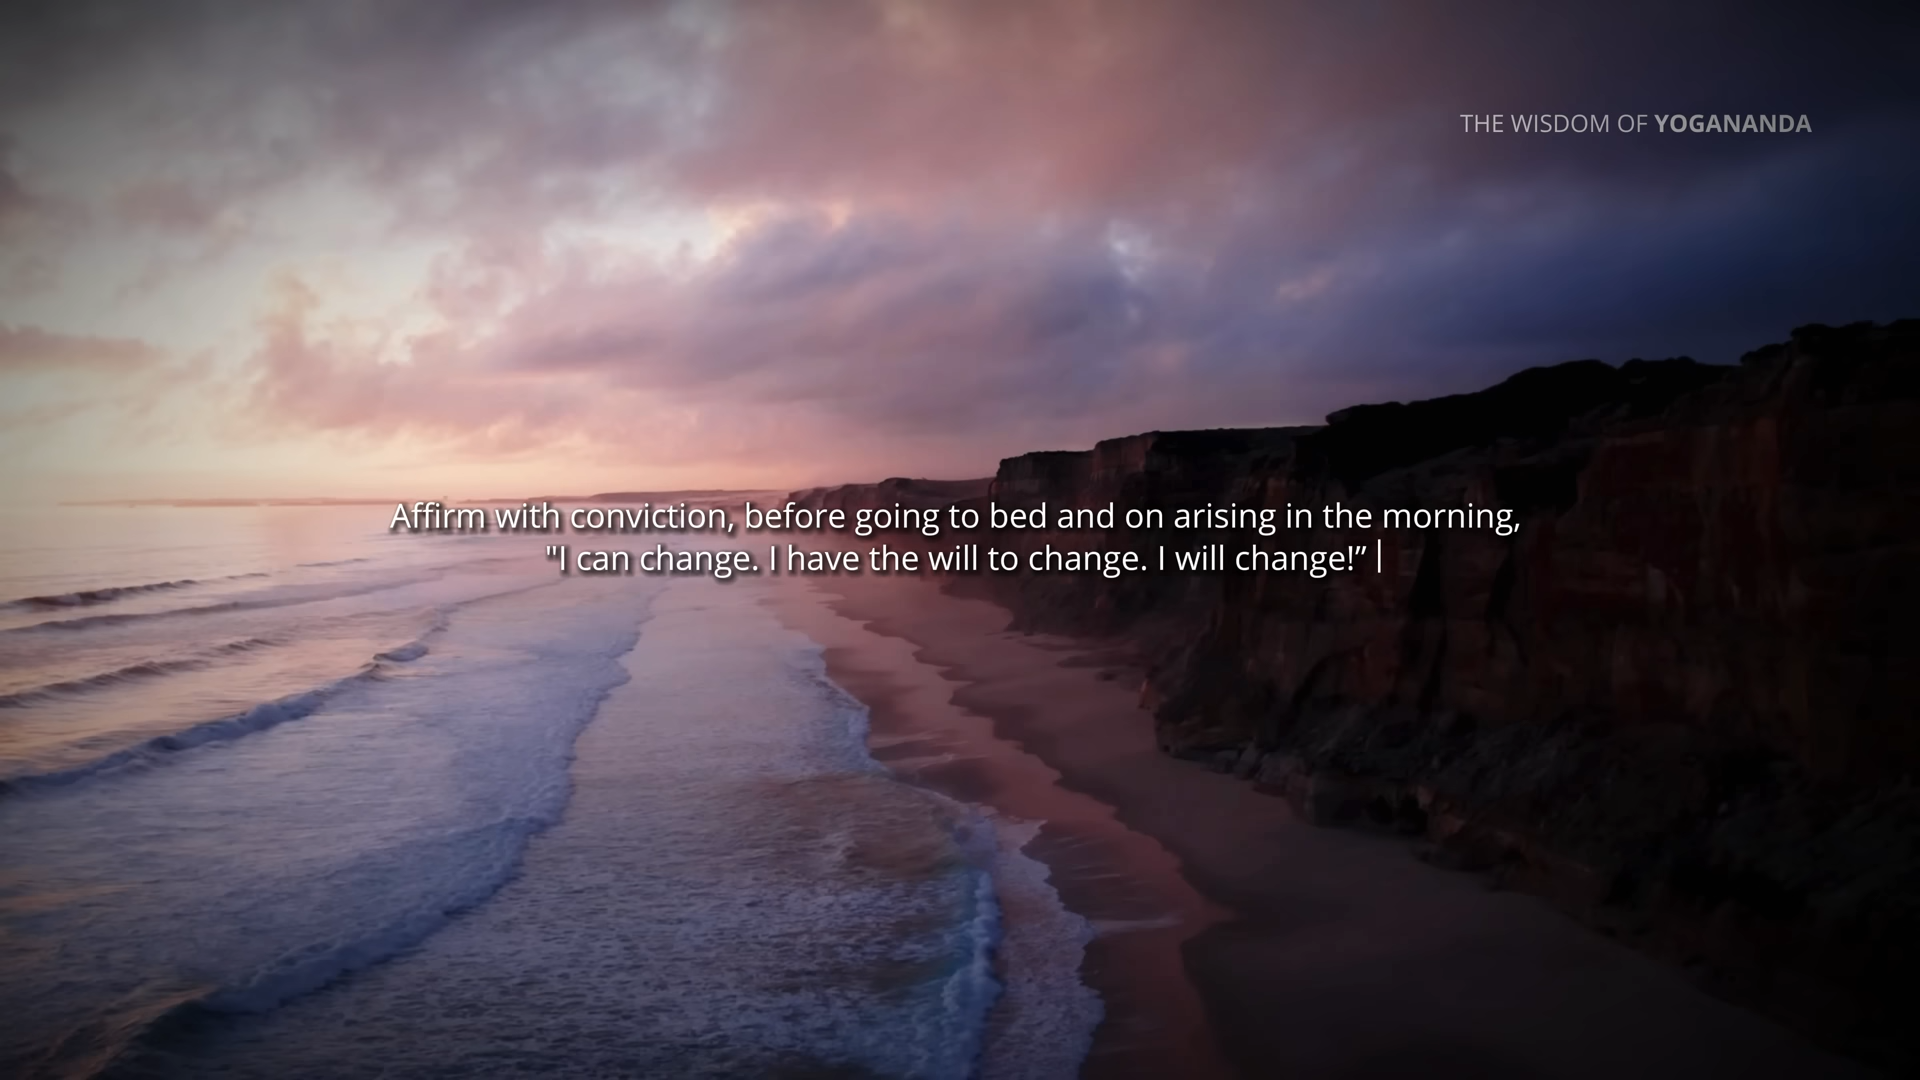 THE WISDOM OF YOGANANDA
Affirm with conviction, before going to bed and on arising in the morning,
"I can change. I have the will to change. I will change!”